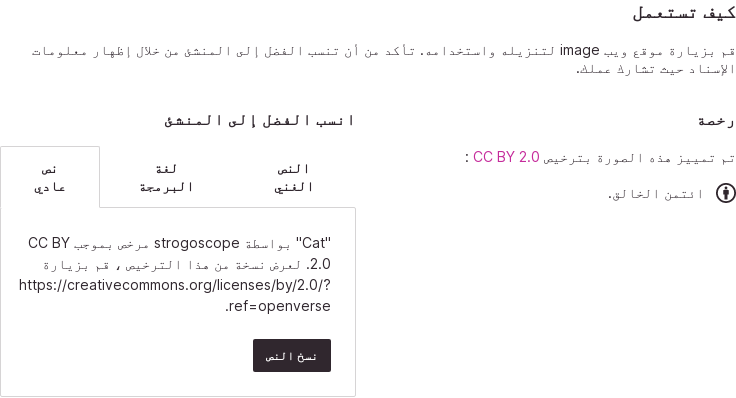 كيف تستعمل
قم بزيارة موقع ويب image لتنزيله واستخدامه. تأكد من أن تنسب الفضل إلى المنشئ من خلال إظهار معلومات
الإسناد حيث تشارك عملك.
رخصة
تم تمييز هذه الصورة بترخيص CC BY 2.0 :
ائتمن الخالق.
انسب الفضل إلى المنشئ
النص
الغني
لغة
البرمجة
نص
عادي
"Cat" بواسطة strogoscope مرخص بموجب CC BY
2.0. لعرض نسخة من هذا الترخيص ، قم بزيارة
https://creativecommons.org/licenses/by/2.0/?
ref=openverse.
نسخ النص